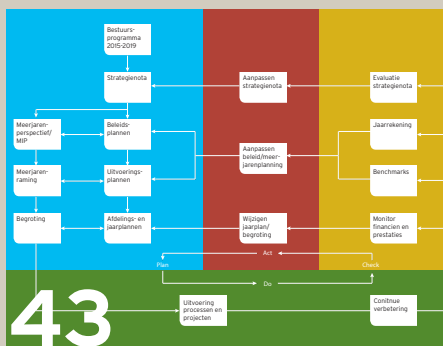 Bestuurs-
programma
2015-2019
Strategienota
Aanpassen
strategienota
Evaluatie
strategienota
Meerjaren-
perspectief/
MIP
Beleids-
plannen
Jaarrekening
Aanpassen
beleid/meer-
jarenplanning
Meerjaren-
raming
Uitvoerings-
plannen
Benchmarks
Begroting
Afdelings- en
jaarplannen
Wijzigen
jaarplan/
begroting
Monitor
financien en
prestaties
Act
Plan
Check
Do
43
Uitvoering
processen en
projecten
Conitnue
verbetering